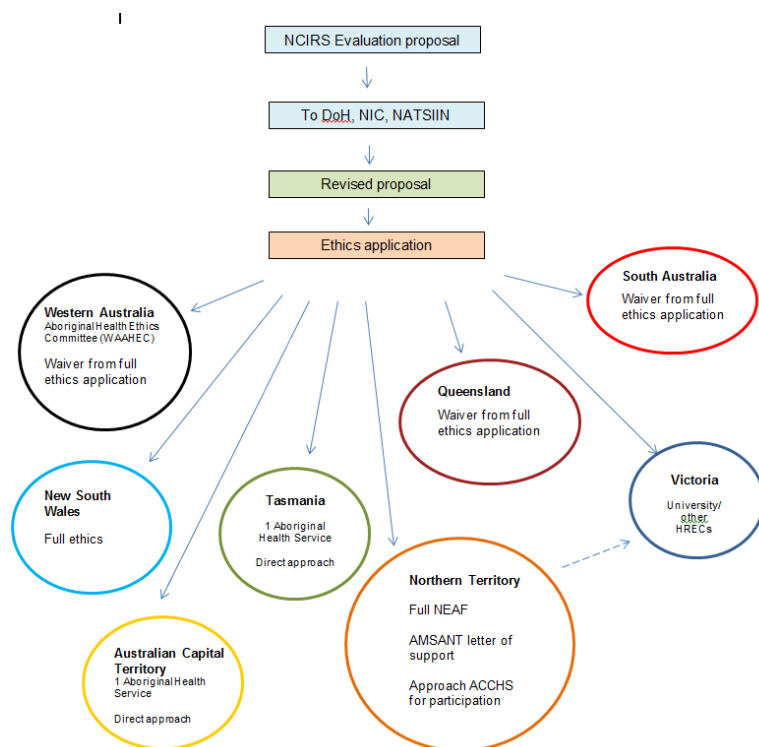 I
NCIRS Evaluation proposal
To DoH, NIC, NATSIIN
Revised proposal
Ethics application
South Australia
Waiver from full
ethics application
Western Australia
Aboriginal Health Ethics
Committee (WAAHEC)
Waiver from full
ethics application
Queensland
Waiver from full
ethics application
New South
Wales
Full ethics
Tasmania
1 Aboriginal
Health Service
Direct approach
Victoria
University/
other
HRECs
Northern Territory
Full NEAF
AMSANT letter of
support
Approach ACCHS
for participation
Australian Capital
Territory
1 Aboriginal Health
Service
Direct approach